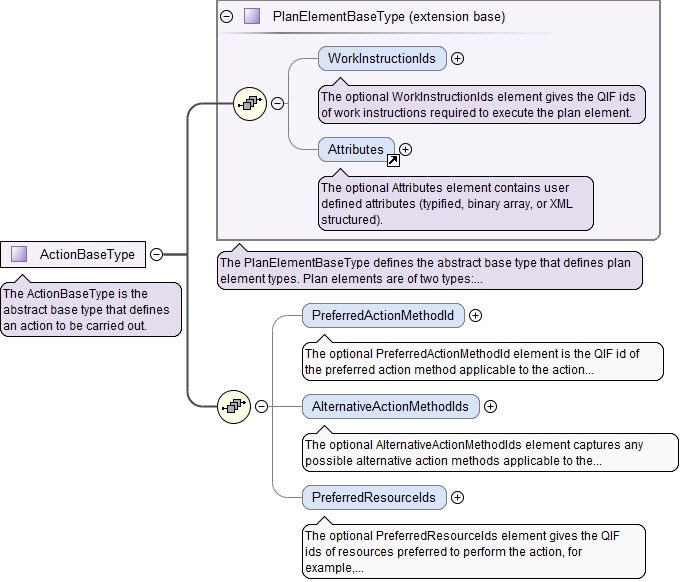 PlanElementBaseType (extension base)
WorkInstructionIds
The optional WorkInstructionIds element gives the QIF ids
of work instructions required to execute the plan element.
Attributes
The optional Attributes element contains user
defined attributes (typified, binary array, or XML
structured).
ActionBaseType
The ActionBaseType is the
abstract base type that defines
an action to be carried out.
The PlanElementBaseType defines the abstract base type that defines plan
element types. Plan elements are of two types:...
PreferredActionMethodId
The optional PreferredActionMethodId element is the QIF id of
the preferred action method applicable to the action...
AlternativeActionMethodIds
The optional AlternativeActionMethodIds element captures any
possible alternative action methods applicable to the...
PreferredResourceIds
The optional PreferredResourceIds element gives the QIF
ids of resources preferred to perform the action, for
example,...